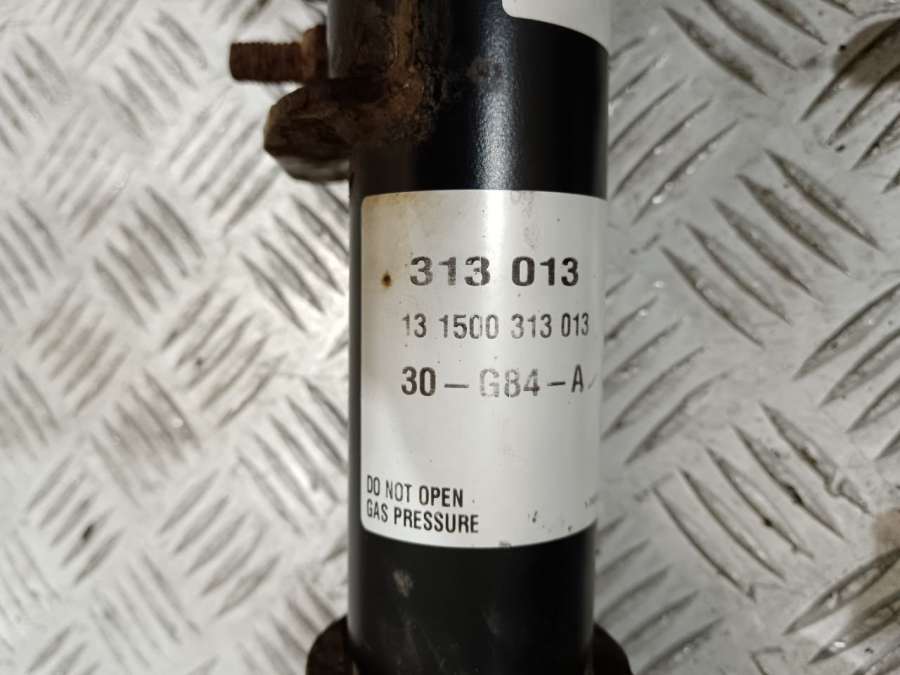 313 013
13 1500 313 013
30-G84-A
DO NOT OPEN
GAS PRESSURE